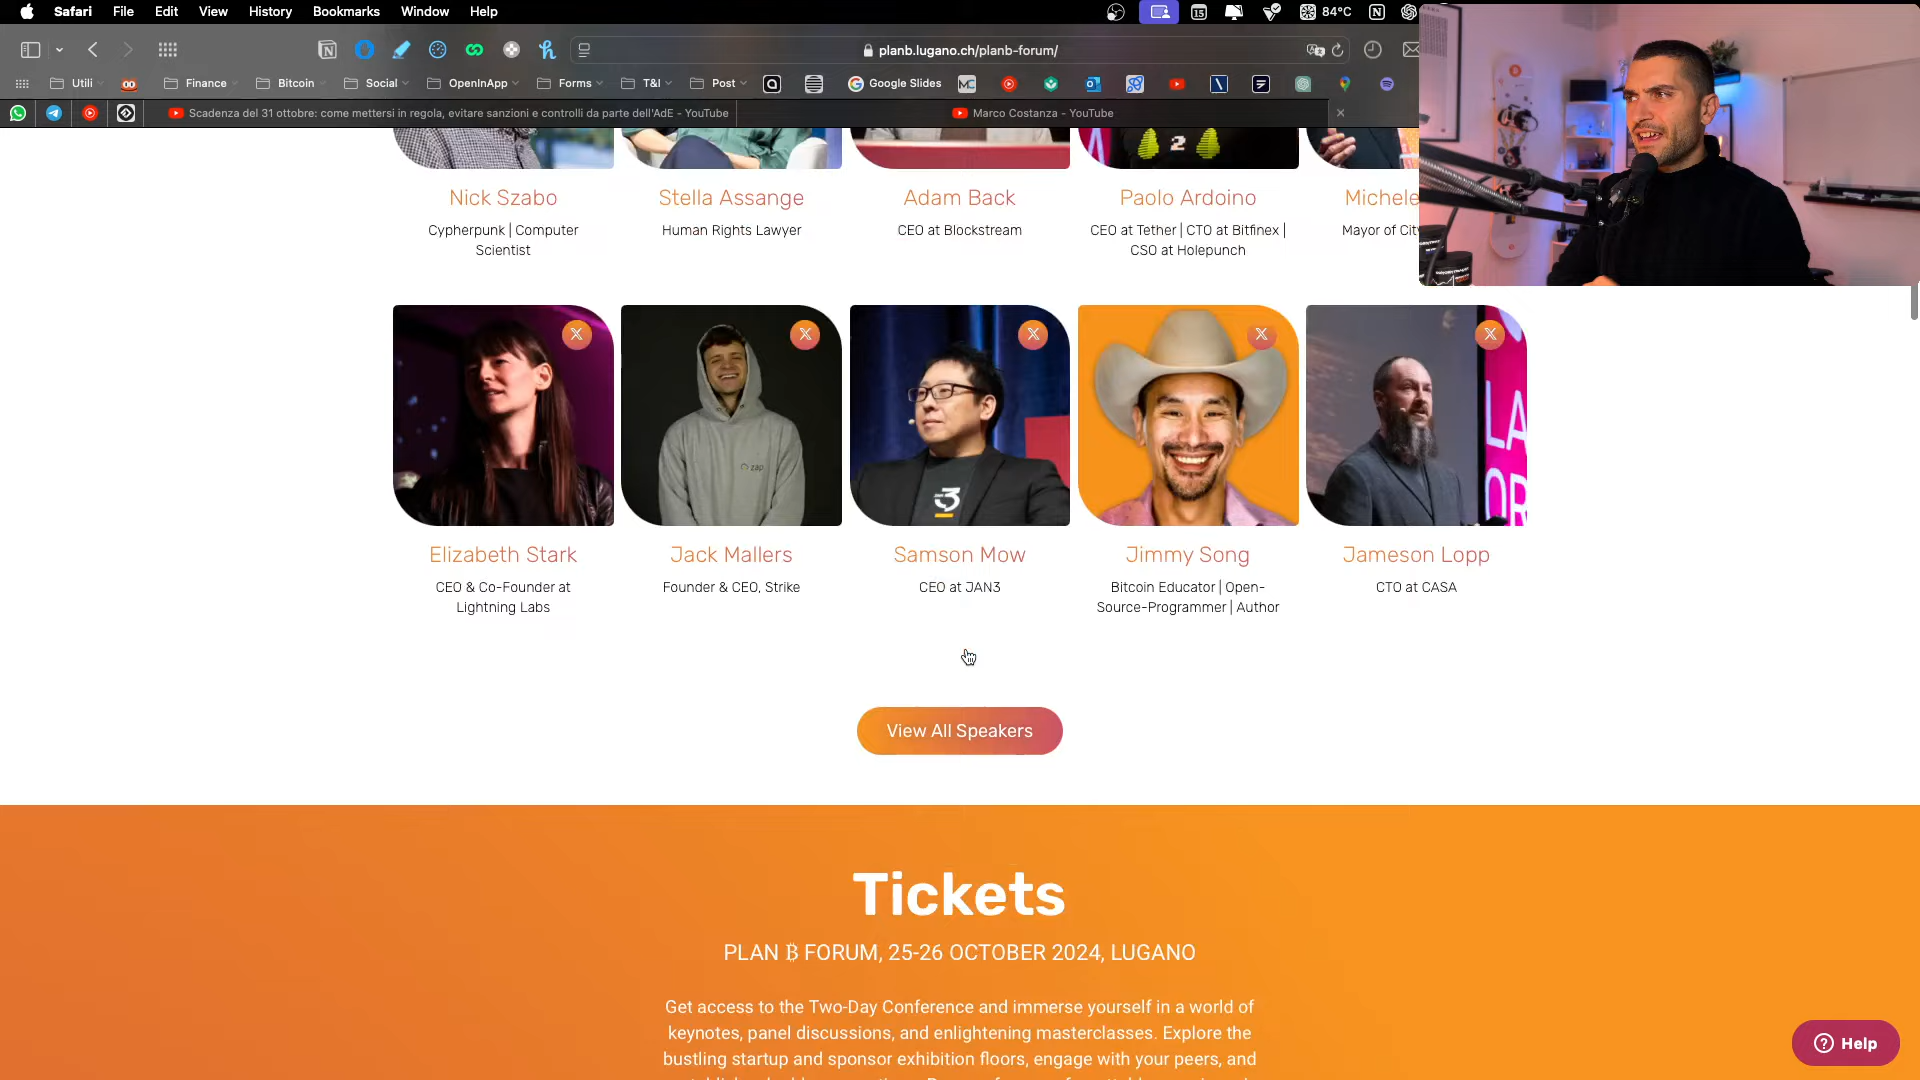 Safari File Edit View History Bookmarks Window Help
15
84°C
planb.lugano.ch/planb-forum/
Utili
Finance
Bitcoin
Social
OpenInApp
Forms
T&I
Post
Google Slides
MC
Scadenza del 31 ottobre: come mettersi in regola, evitare sanzioni e controlli da parte dell'AdE - YouTube
Marco Costanza - YouTube
2
Nick Szabo
Cypherpunk | Computer
Scientist
Stella Assange
Human Rights Lawyer
Adam Back
CEO at Blockstream
Paolo Ardoino
CEO at Tether | CTO at Bitfinex |
CSO at Holepunch
Michele
Mayor of City
zap
Elizabeth Stark
CEO & Co-Founder at
Lightning Labs
Jack Mallers
Founder & CEO, Strike
Samson Mow
CEO at JAN3
Jimmy Song
Bitcoin Educator | Open-
Source-Programmer | Author
Jameson Lopp
CTO at CASA
View All Speakers
Tickets
PLAN ₿ FORUM, 25-26 OCTOBER 2024, LUGANO
Get access to the Two-Day Conference and immerse yourself in a world of
keynotes, panel discussions, and enlightening masterclasses. Explore the
bustling startup and sponsor exhibition floors, engage with your peers, and
Help